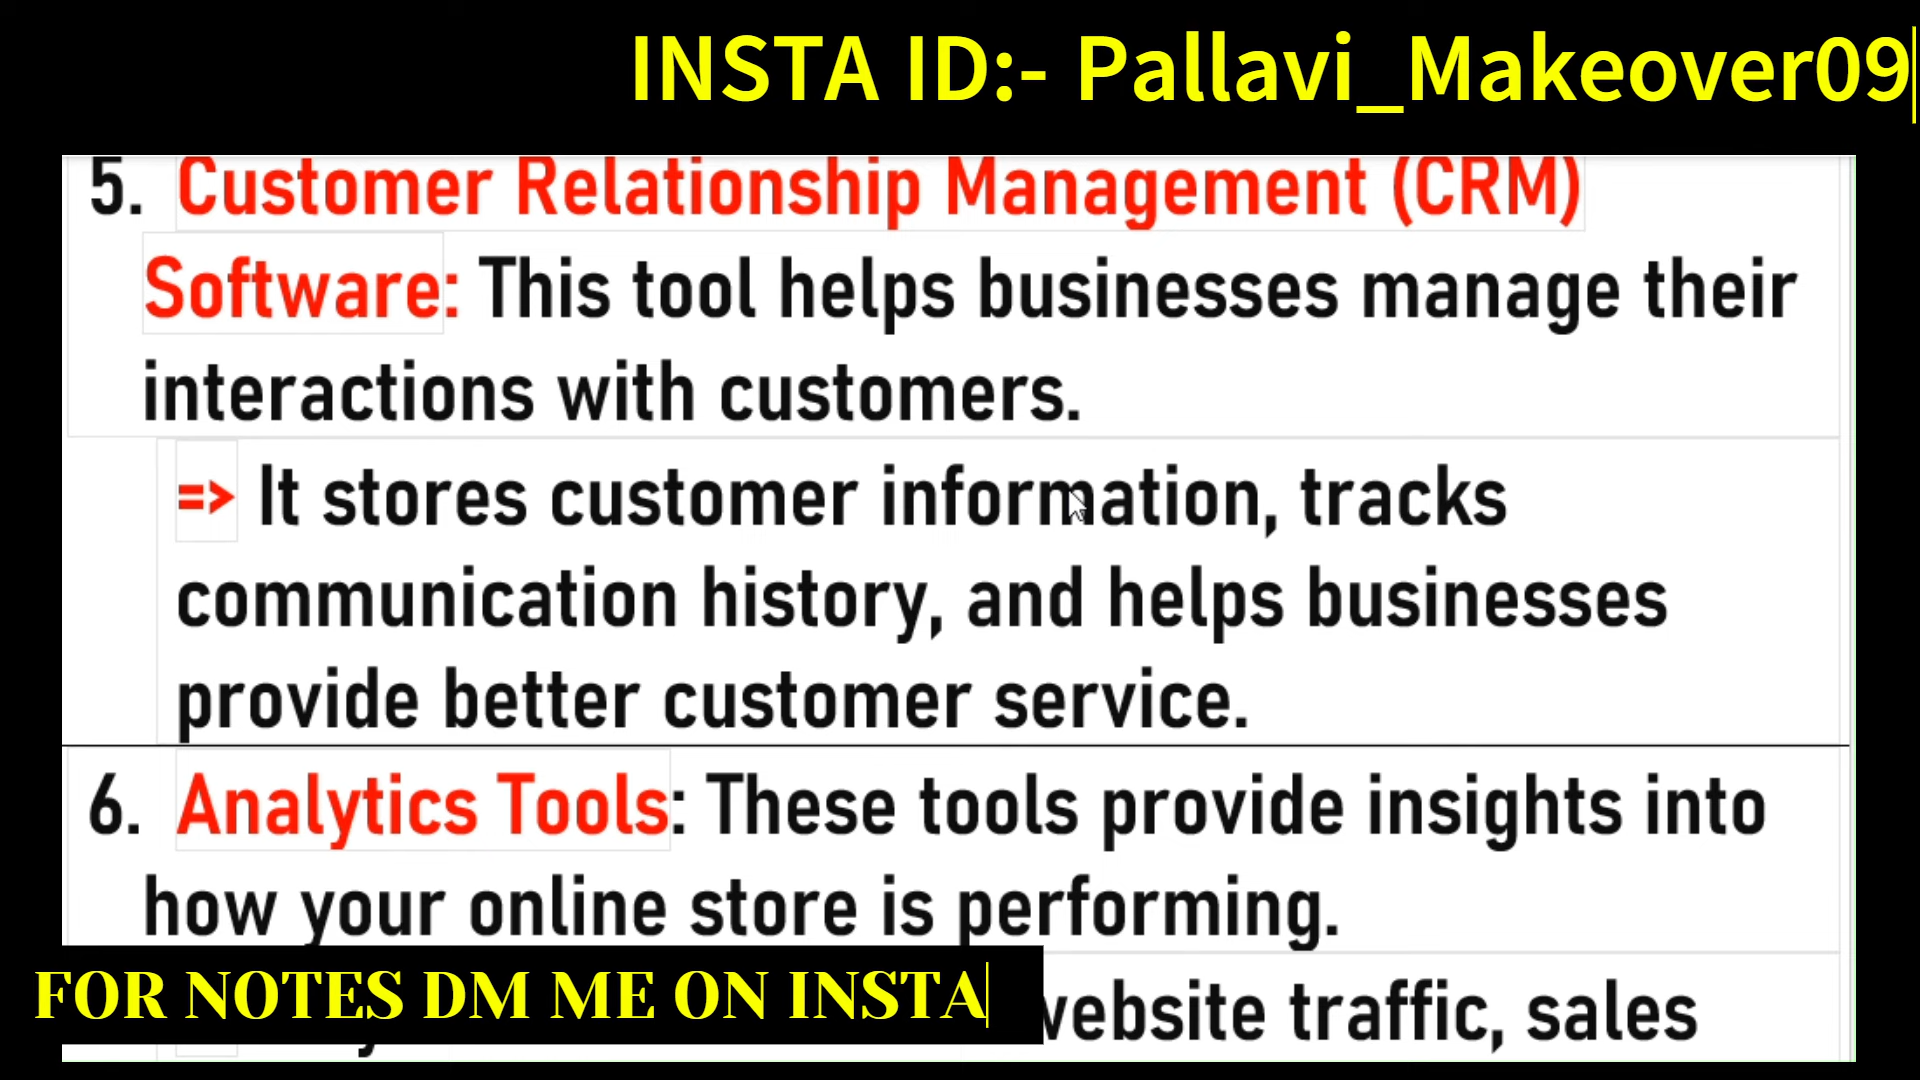 INSTA ID:- Pallavi_Makeover09
5. Customer Relationship Management (CRM)
Software: This tool helps businesses manage their
interactions with customers.
=> It stores customer information, tracks
communication history, and helps businesses
provide better customer service.
6. Analytics Tools: These tools provide insights into
how your online store is performing.
website traffic, sales
FOR NOTES DM ME ON INSTA